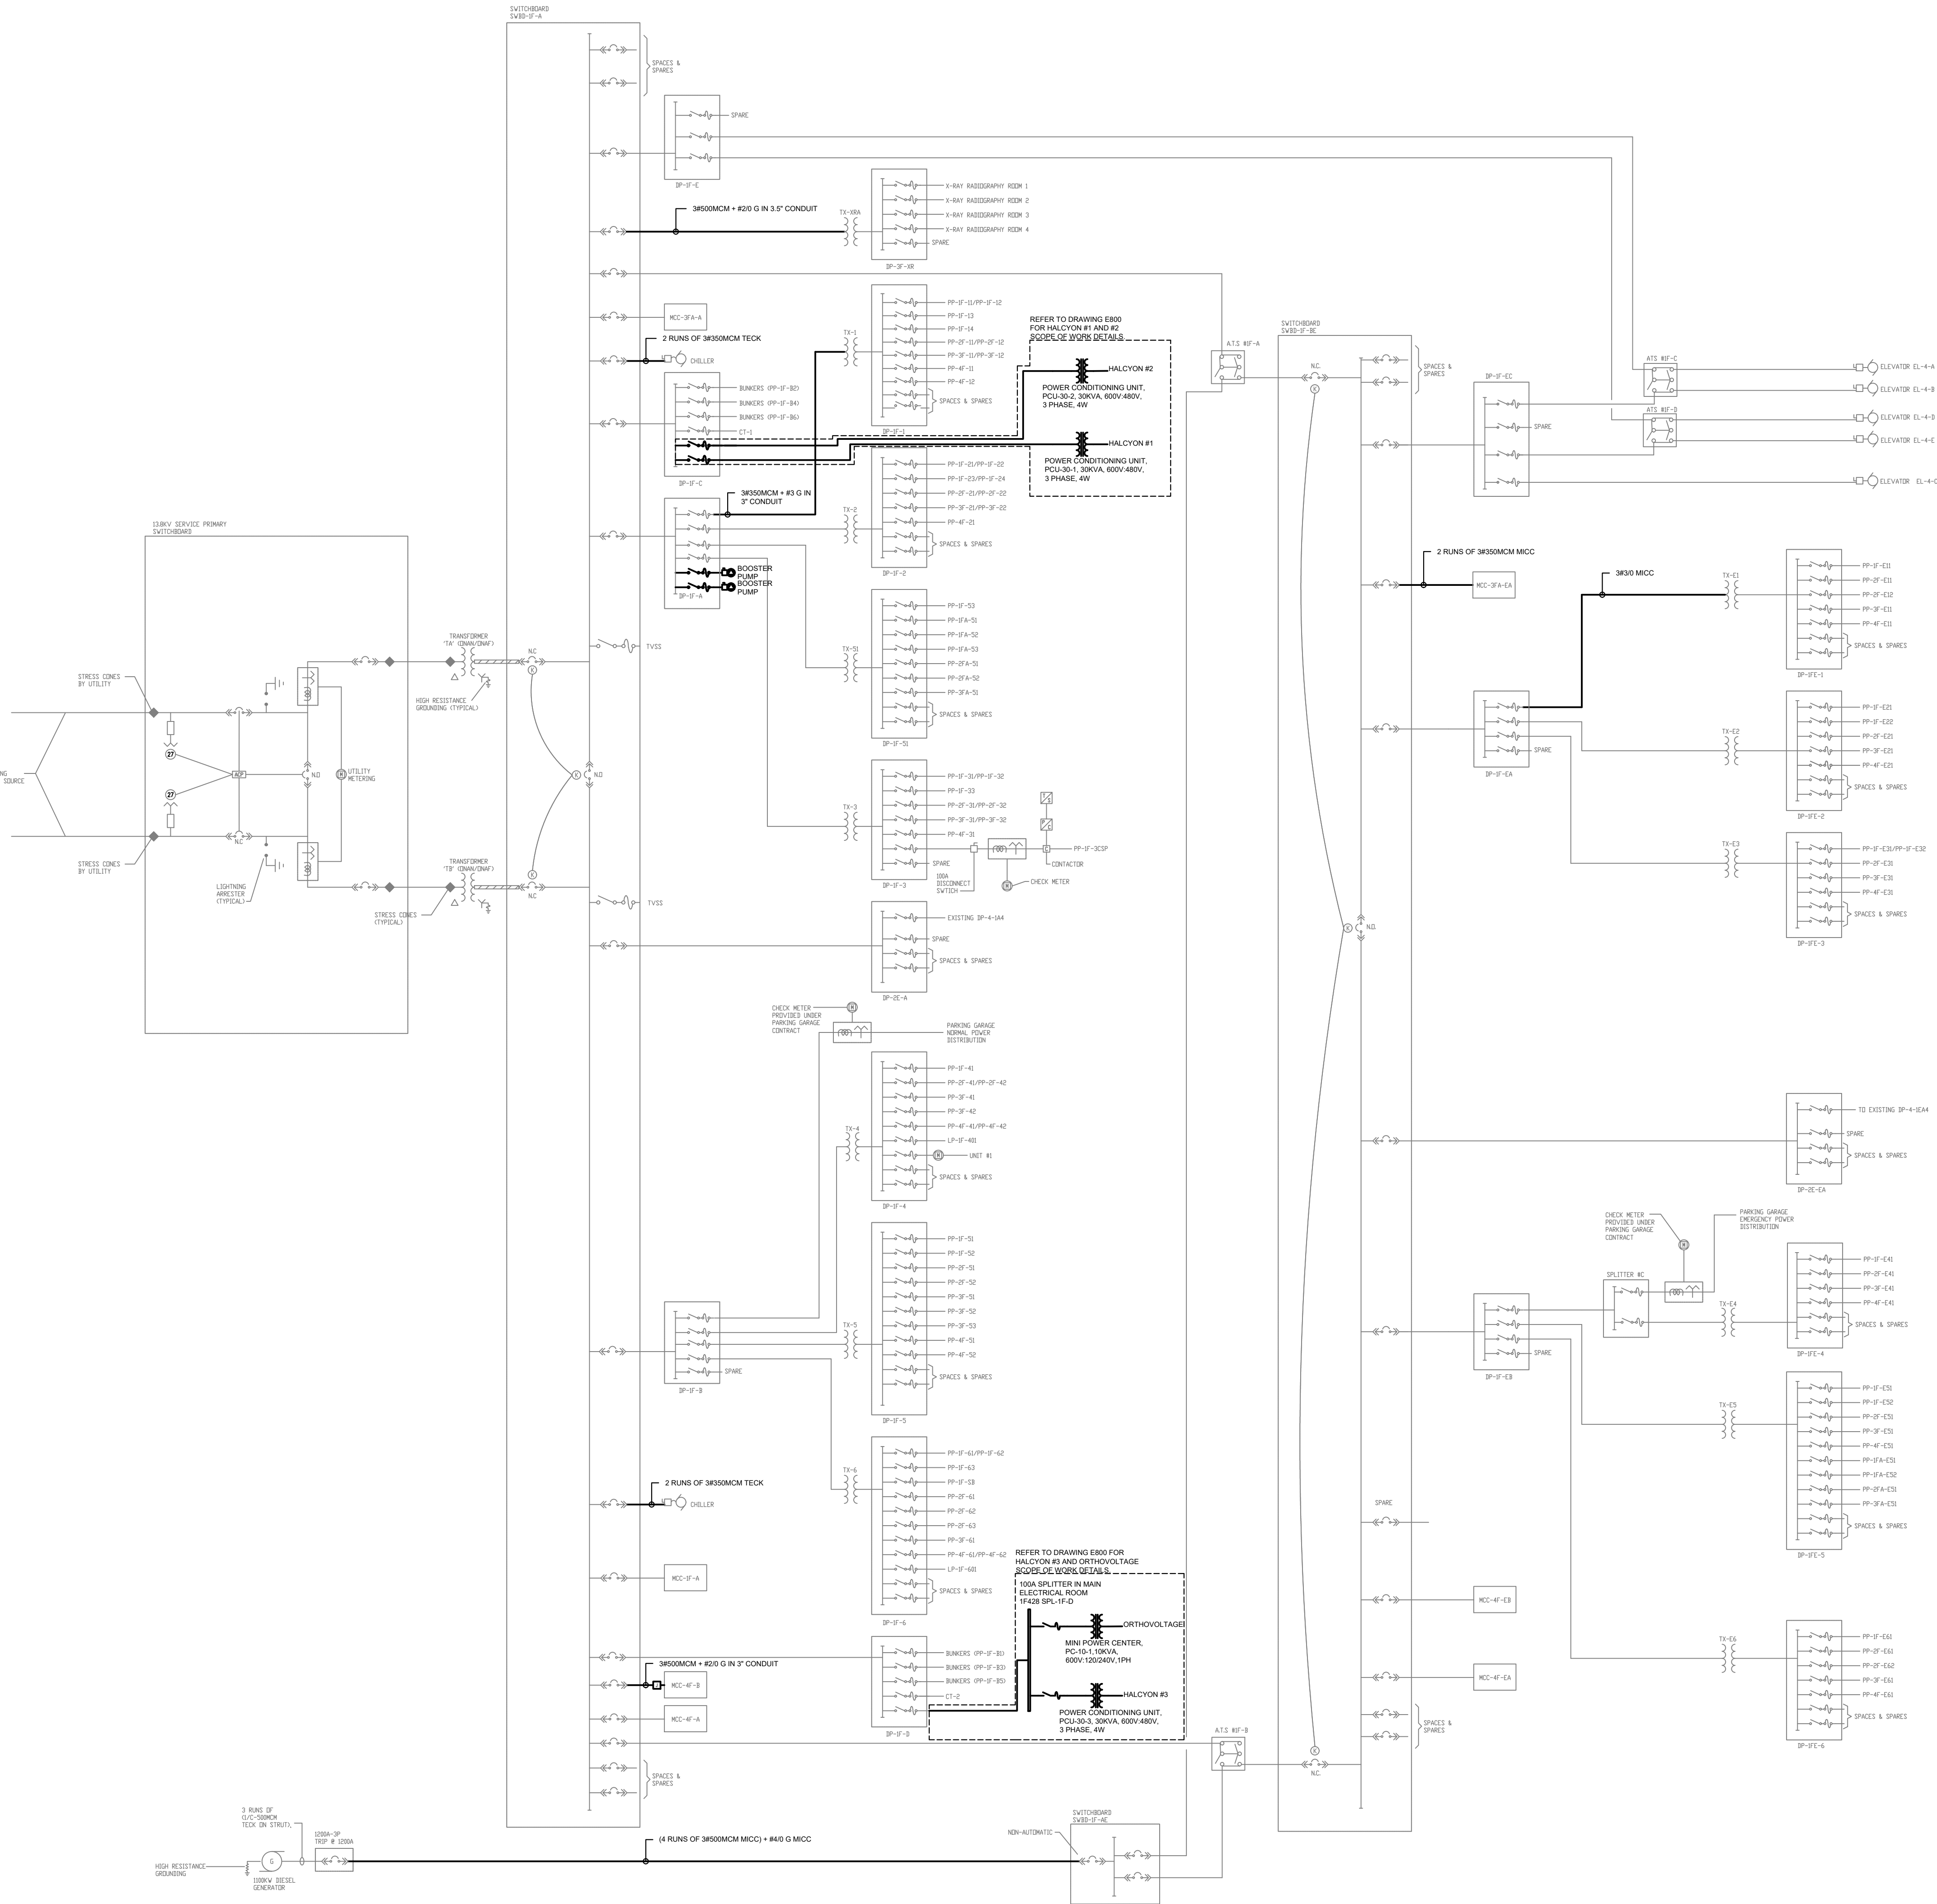 SWITCHBOARD
SWBD-1F-A
SPACES &
SPARES
SPARE
DP-1F-E
3#500MCM + #2/0 G IN 3.5" CONDUIT
TX-XRA
X-RAY RADIOGRAPHY ROOM 1
X-RAY RADIOGRAPHY ROOM 2
X-RAY RADIOGRAPHY ROOM 3
X-RAY RADIOGRAPHY ROOM 4
SPARE
DP-3F-XR
MCC-3FA-A
2 RUNS OF 3#350MCM TECK
CHILLER
BUNKERS (PP-1F-B2)
BUNKERS (PP-1F-B4)
BUNKERS (PP-1F-B6)
CT-1
DP-1F-C
TX-1
PP-1F-11/PP-1F-12
PP-1F-13
PP-1F-14
PP-2F-11/PP-2F-12
PP-3F-11/PP-3F-12
PP-4F-11
PP-4F-12
SPACES & SPARES
DP-1F-1
REFER TO DRAWING E800
FOR HALCYON #1 AND #2
SCOPE OF WORK DETAILS
HALCYON #2
POWER CONDITIONING UNIT,
PCU-30-2, 30KVA, 600V:480V,
3 PHASE, 4W
HALCYON #1
POWER CONDITIONING UNIT,
PCU-30-1, 30KVA, 600V:480V,
3 PHASE, 4W
3#350MCM + #3 G IN
3" CONDUIT
BOOSTER
PUMP
BOOSTER
PUMP
DP-1F-A
TX-2
PP-1F-21/PP-1F-22
PP-1F-23/PP-1F-24
PP-2F-21/PP-2F-22
PP-3F-21/PP-3F-22
PP-4F-21
SPACES & SPARES
DP-1F-2
TX-51
PP-1F-53
PP-1FA-51
PP-1FA-52
PP-1FA-53
PP-2FA-51
PP-2FA-52
PP-3FA-51
SPACES & SPARES
DP-1F-51
TX-3
PP-1F-31/PP-1F-32
PP-1F-33
PP-2F-31/PP-2F-32
PP-3F-31/PP-3F-32
PP-4F-31
SPARE
DP-1F-3
100A
DISCONNECT
SWTICH
C
PP-1F-3CSP
CONTACTOR
M
CHECK METER
13.8KV SERVICE PRIMARY
SWITCHBOARD
STRESS CONES
BY UTILITY
27
ACP
27
N.O
N.C.
M
UTILITY
METERING
STRESS CONES
BY UTILITY
LIGHTNING
ARRESTER
(TYPICAL)
NG
SOURCE
TRANSFORMER
'TA' (ONAN/ONAF)
HIGH RESISTANCE
GROUNDING (TYPICAL)
N.C
K
TVSS
K
N.O
TRANSFORMER
'TB' (ONAN/ONAF)
STRESS CONES
(TYPICAL)
K
N.C
TVSS
EXISTING DP-4-1A4
SPARE
SPACES & SPARES
DP-2E-A
CHECK METER
PROVIDED UNDER
PARKING GARAGE
CONTRACT
M
PARKING GARAGE
NORMAL POWER
DISTRIBUTION
TX-4
PP-1F-41
PP-2F-41/PP-2F-42
PP-3F-41
PP-3F-42
PP-4F-41/PP-4F-42
LP-1F-401
M
UNIT #1
SPACES & SPARES
DP-1F-4
SPARE
DP-1F-B
TX-5
PP-1F-51
PP-1F-52
PP-2F-51
PP-2F-52
PP-3F-51
PP-3F-52
PP-3F-53
PP-4F-51
PP-4F-52
SPACES & SPARES
DP-1F-5
TX-6
PP-1F-61/PP-1F-62
PP-1F-63
PP-1F-SB
PP-2F-61
PP-2F-62
PP-2F-63
PP-3F-61
PP-4F-61/PP-4F-62
LP-1F-601
SPACES & SPARES
DP-1F-6
2 RUNS OF 3#350MCM TECK
CHILLER
MCC-1F-A
3#500MCM + #2/0 G IN 3" CONDUIT
J
MCC-4F-B
MCC-4F-A
BUNKERS (PP-1F-B1)
BUNKERS (PP-1F-B3)
BUNKERS (PP-1F-B5)
CT-2
DP-1F-D
REFER TO DRAWING E800 FOR
HALCYON #3 AND ORTHOVOLTAGE
SCOPE OF WORK DETAILS
100A SPLITTER IN MAIN
ELECTRICAL ROOM
1F428 SPL-1F-D
ORTHOVOLTAGE
MINI POWER CENTER,
PC-10-1,10KVA,
600V:120/240V,1PH
HALCYON #3
POWER CONDITIONING UNIT,
PCU-30-3, 30KVA, 600V:480V,
3 PHASE, 4W
SPACES &
SPARES
A.T.S #1F-A
A.T.S #1F-B
3 RUNS OF
(1/C-500MCM
TECK ON STRUT),
1200A-3P
TRIP @ 1200A
G
HIGH RESISTANCE
GROUNDING
1100KW DIESEL
GENERATOR
(4 RUNS OF 3#500MCM MICC) + #4/0 G MICC
NON-AUTOMATIC
SWITCHBOARD
SWBD-1F-AE
SWITCHBOARD
SWBD-1F-BE
N.C.
K
K
N.O.
K
N.C.
SPACES &
SPARES
DP-1F-EC
SPARE
ATS #1F-C
ATS #1F-D
ELEVATOR EL-4-A
ELEVATOR EL-4-B
ELEVATOR EL-4-D
ELEVATOR EL-4-E
ELEVATOR EL-4-C
2 RUNS OF 3#350MCM MICC
MCC-3FA-EA
3#3/0 MICC
SPARE
DP-1F-EA
TX-E1
PP-1F-E11
PP-2F-E11
PP-2F-E12
PP-3F-E11
PP-4F-E11
SPACES & SPARES
DP-1FE-1
TX-E2
PP-1F-E21
PP-1F-E22
PP-2F-E21
PP-3F-E21
PP-4F-E21
SPACES & SPARES
DP-1FE-2
TX-E3
PP-1F-E31/PP-1F-E32
PP-2F-E31
PP-3F-E31
PP-4F-E31
SPACES & SPARES
DP-1FE-3
TO EXISTING DP-4-1EA4
SPARE
SPACES & SPARES
DP-2E-EA
CHECK METER
PROVIDED UNDER
PARKING GARAGE
CONTRACT
M
PARKING GARAGE
EMERGENCY POWER
DISTRIBUTION
SPLITTER #C
SPARE
DP-1F-EB
TX-E4
PP-1F-E41
PP-2F-E41
PP-3F-E41
PP-4F-E41
SPACES & SPARES
DP-1FE-4
TX-E5
PP-1F-E51
PP-1F-E52
PP-2F-E51
PP-3F-E51
PP-4F-E51
PP-1FA-E51
PP-1FA-E52
PP-2FA-E51
PP-3FA-E51
SPACES & SPARES
DP-1FE-5
SPARE
MCC-4F-EB
MCC-4F-EA
SPACES &
SPARES
TX-E6
PP-1F-E61
PP-2F-E61
PP-2F-E62
PP-3F-E61
PP-4F-E61
SPACES & SPARES
DP-1FE-6